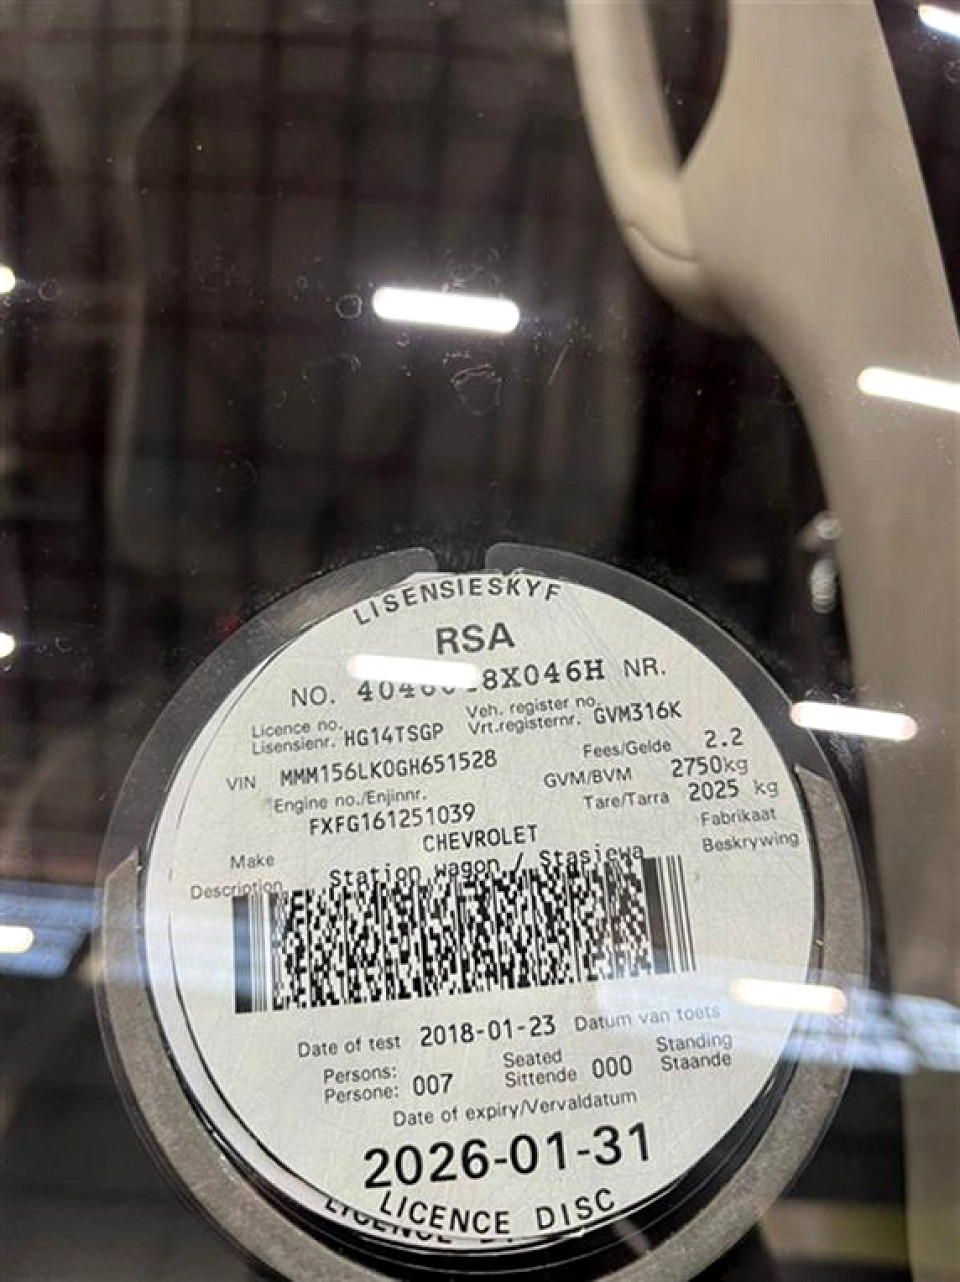 LISENSIESKYF
RSA
NO. 8X046H NR.
Licence no. HG14TSGP Veh. register no. GVM316K
Lisensienr. Vrt.registernr.
VIN MMM156LK0GH651528 Fees/Gelde 2.2
Engine no./Enjinnr. GVM/BVM 2750kg
FXFG161251039 Tare/Tarra 2025 kg
Make CHEVROLET Fabrikaat
Description Station wagon / Stasiewa Beskrywing
Date of test 2018-01-23 Datum van toets
Persons: 007 Seated 000 Standing
Persone: Sittende Staande
Date of expiry/Vervaldatum
2026-01-31
LICENCE DISC